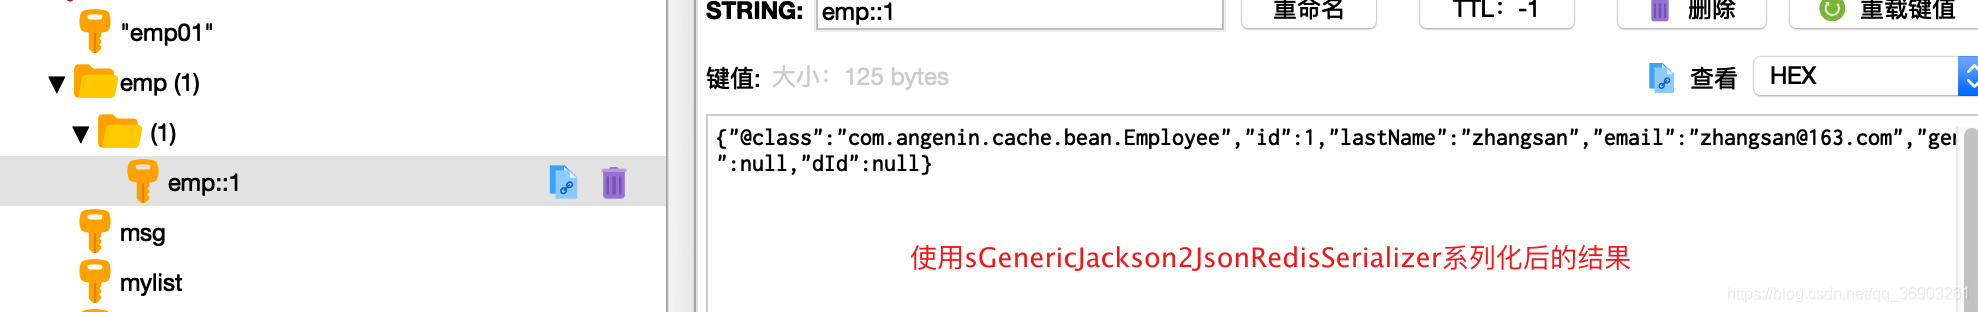 "emp01"
emp (1)
(1)
emp::1
msg
mylist
STRING: emp::1 重命名 TTL: -1 删除 重载键值
键值: 大小: 125 bytes 查看 HEX
{"@class":"com.angenin.cache.bean.Employee","id":1,"lastName":"zhangsan","email":"zhangsan@163.com","ge
":null,"dId":null}
使用sGenericJackson2JsonRedisSerializer系列化后的结果
https://blog.csdn.net/qq_36903261